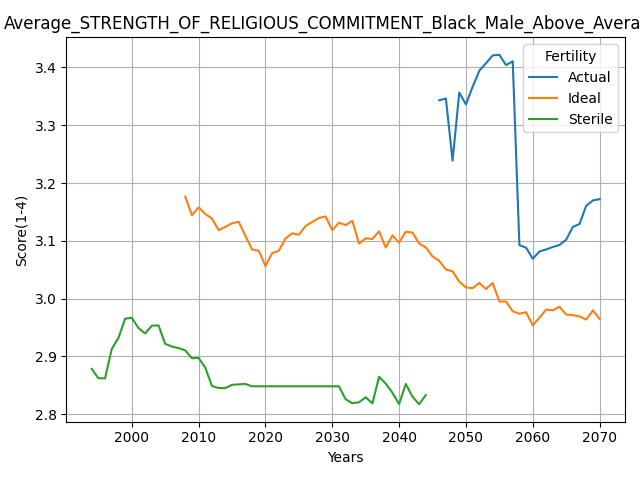 Average_STRENGTH_OF_RELIGIOUS_COMMITMENT_Black_Male_Above_Avera
Score(1-4)
3.4
3.3
3.2
3.1
3.0
2.9
2.8
Fertility
Actual
Ideal
Sterile
2000 2010 2020 2030 2040 2050 2060 2070
Years